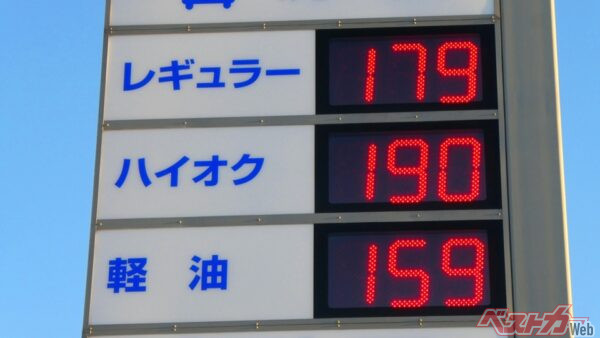 レギュラー 179
ハイオク 190
軽油 159
ベストカーWeb